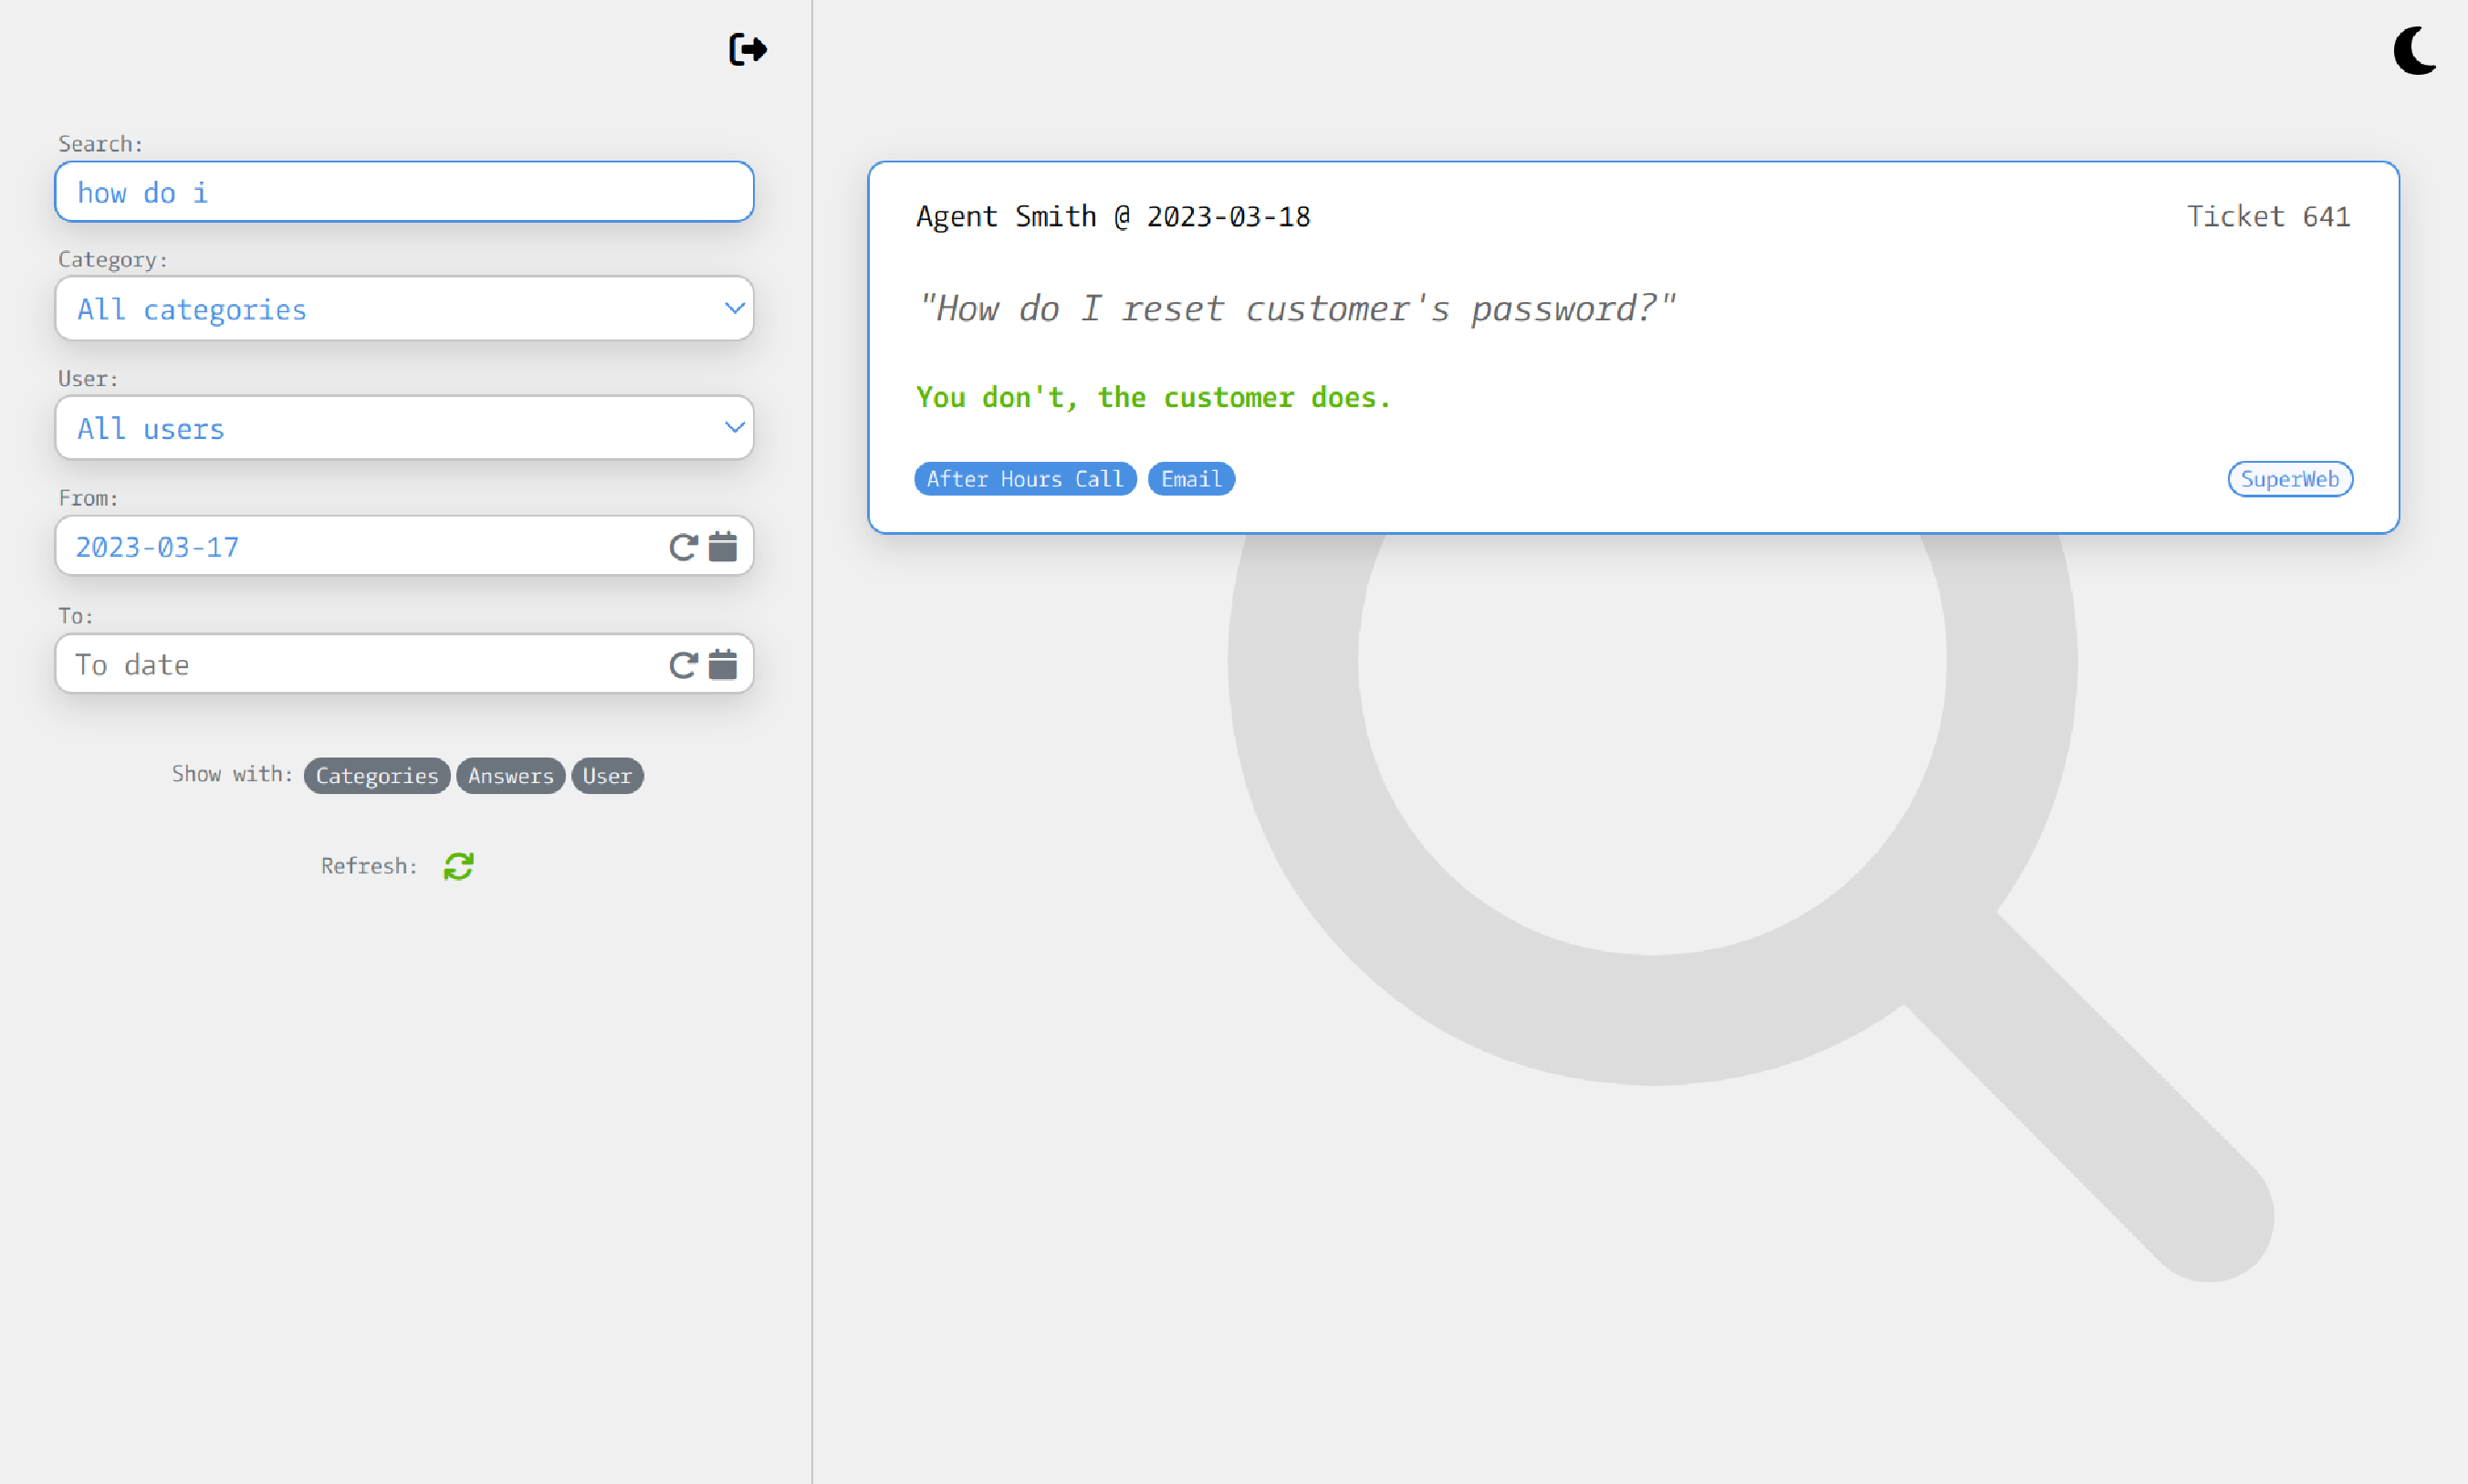 Search:
how do i
Category:
All categories
User:
All users
From:
2023-03-17
To:
To date
Show with: Categories Answers User
Refresh:
Agent Smith @ 2023-03-18 Ticket 641
"How do I reset customer's password?"
You don't, the customer does.
After Hours Call Email SuperWeb